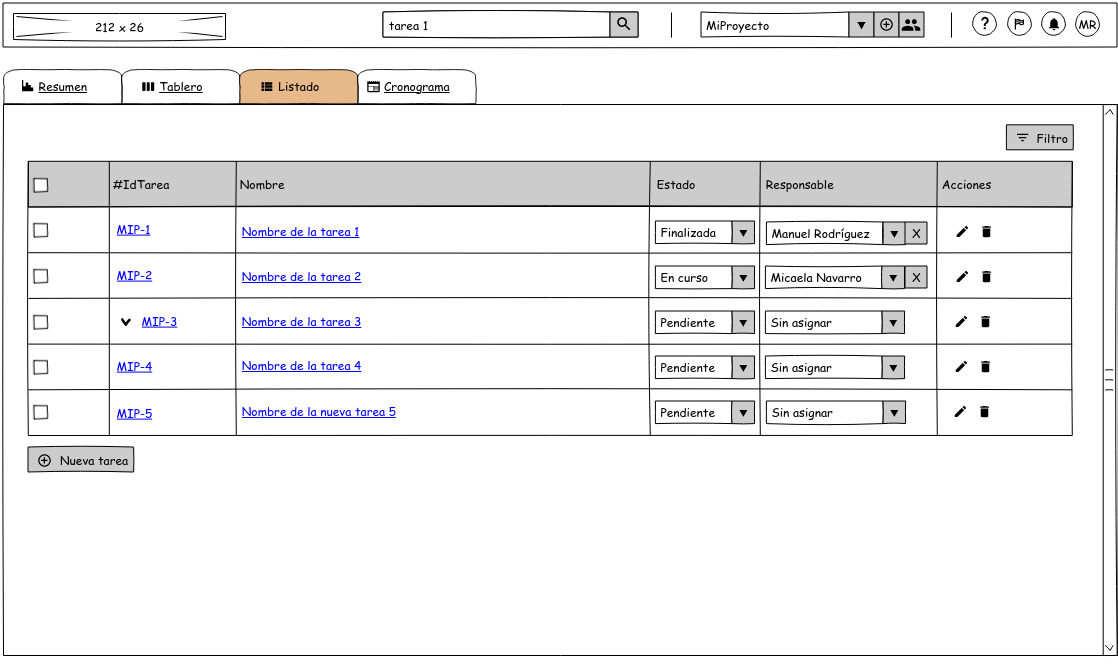 212 x 26 tarea 1 MiProyecto ? MR
Resumen Tablero Listado Cronograma
Filtro
#IdTarea Nombre Estado Responsable Acciones
MIP-1 Nombre de la tarea 1 Finalizada Manuel Rodríguez X
MIP-2 Nombre de la tarea 2 En curso Micaela Navarro X
MIP-3 Nombre de la tarea 3 Pendiente Sin asignar
MIP-4 Nombre de la tarea 4 Pendiente Sin asignar
MIP-5 Nombre de la nueva tarea 5 Pendiente Sin asignar
Nueva tarea